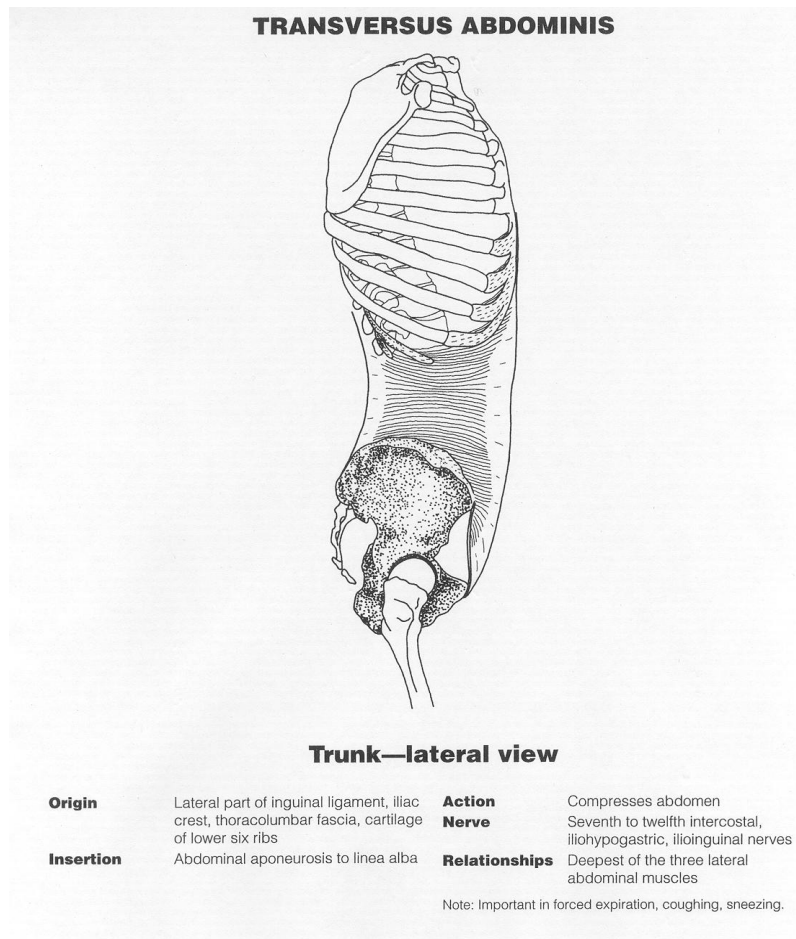 TRANSVERSUS ABDOMINIS
Trunk—lateral view
Origin
Lateral part of inguinal ligament, iliac
crest, thoracolumbar fascia, cartilage
of lower six ribs
Insertion
Abdominal aponeurosis to linea alba
Action
Compresses abdomen
Nerve
Seventh to twelfth intercostal,
iliohypogastric, ilioinguinal nerves
Relationships
Deepest of the three lateral
abdominal muscles
Note: Important in forced expiration, coughing, sneezing.